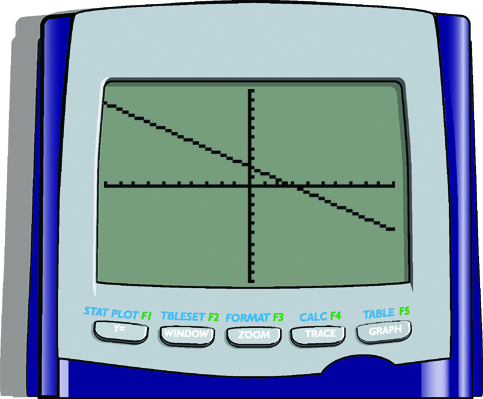 STAT PLOT F1 TBLESET F2 FORMAT F3 CALC F4 TABLE F5
Y= WINDOW ZOOM TRACE GRAPH